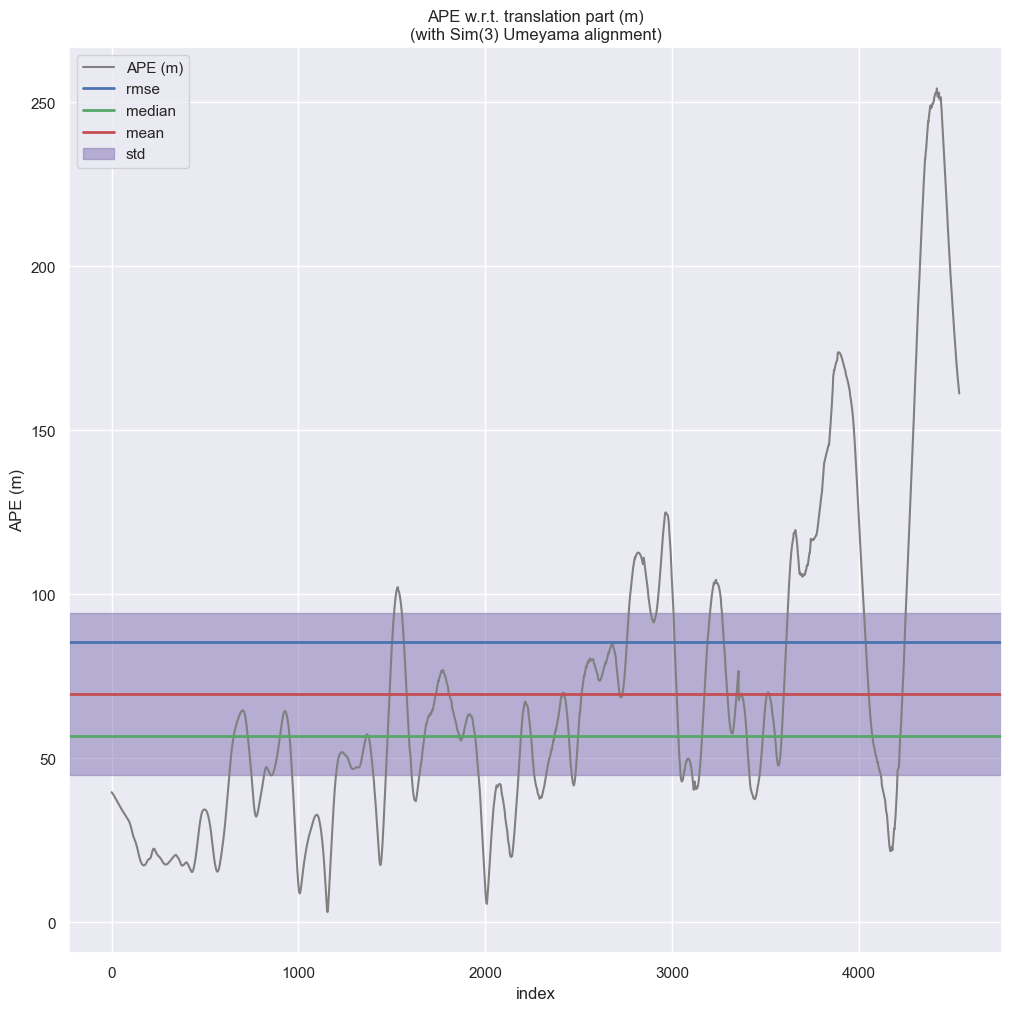 APE w.r.t. translation part (m)
(with Sim(3) Umeyama alignment)
APE (m)
rmse
median
mean
std
250
200
150
100
50
0
APE (m)
0
1000
2000
3000
4000
index